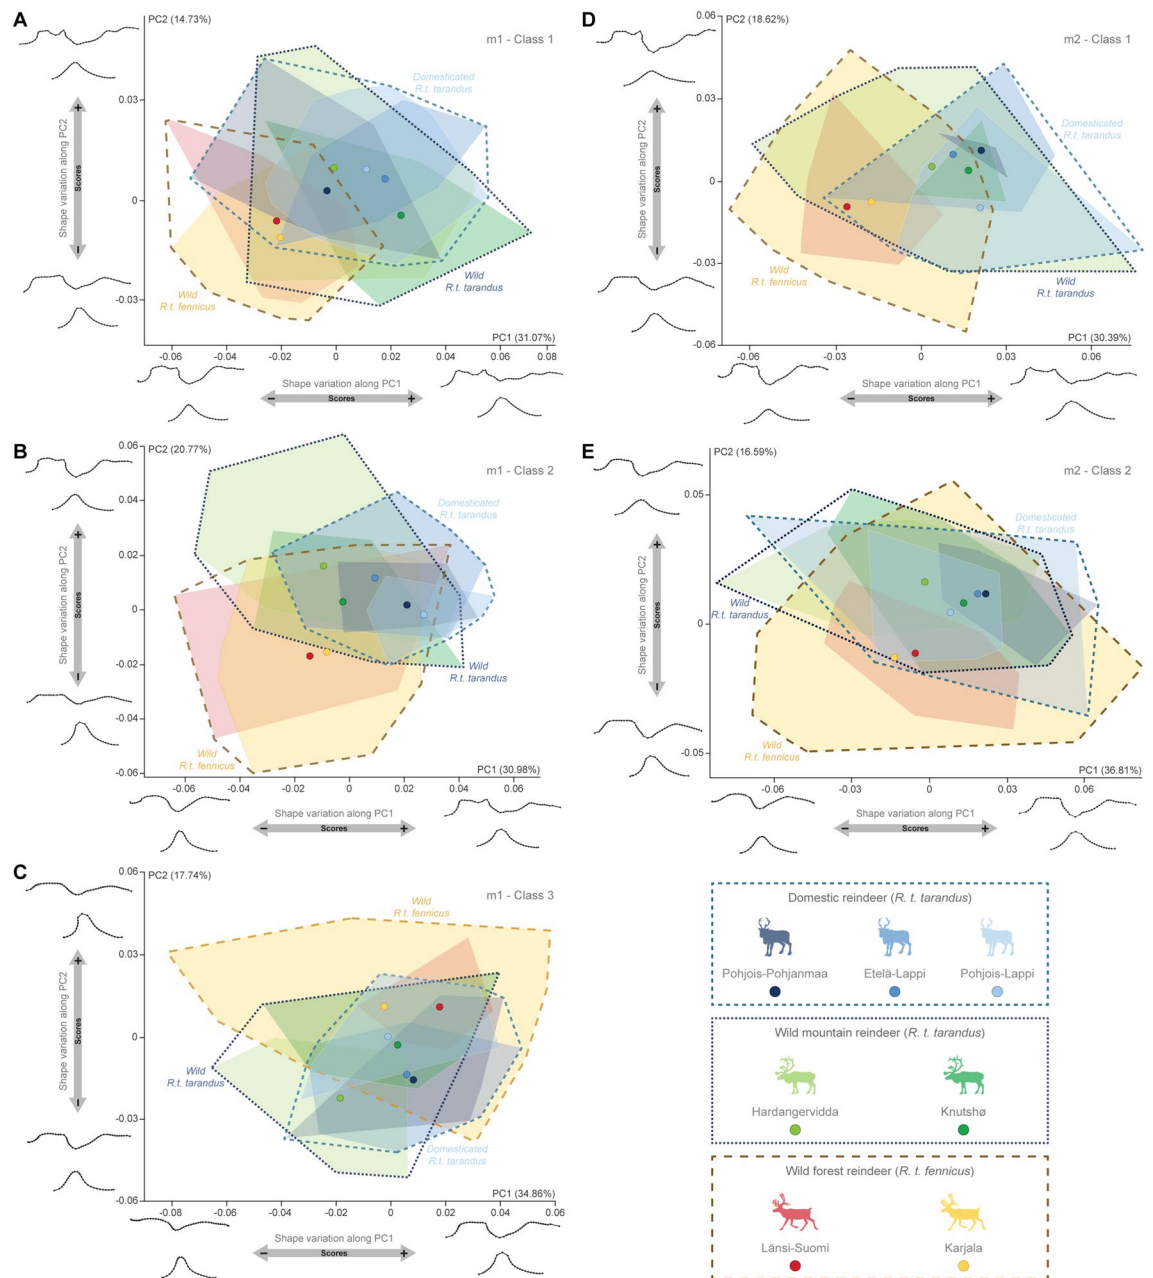 A
PC2 (14.73%)
m1 - Class 1
Domesticated
R.t. tarandus
Shape variation along PC2
Scores
+
−
0.03
0
-0.03
Wild
R.t. fennicus
Wild
R.t. tarandus
PC1 (31.07%)
-0.06 -0.04 -0.02 0 0.02 0.04 0.06 0.08
Shape variation along PC1
− Scores +
D
0.06
PC2 (18.62%)
m2 - Class 1
Domesticated
R.t. tarandus
Shape variation along PC2
Scores
+
−
0.03
0
-0.03
-0.06
Wild
R.t. fennicus
Wild
R.t. tarandus
PC1 (30.39%)
-0.06 -0.03 0 0.03 0.06
Shape variation along PC1
− Scores +
B
0.06
PC2 (20.77%)
m1 - Class 2
Domesticated
R.t. tarandus
Shape variation along PC2
Scores
+
−
0.04
0.02
0
-0.02
-0.04
-0.06
Wild
R.t. tarandus
Wild
R.t. fennicus
PC1 (30.98%)
-0.06 -0.04 -0.02 0 0.02 0.04 0.06
Shape variation along PC1
− Scores +
E
PC2 (16.59%)
m2 - Class 2
0.05
Domesticated
R.t. tarandus
Shape variation along PC2
Scores
+
−
Wild
R.t. tarandus
0
-0.05
Wild
R.t. fennicus
PC1 (36.81%)
-0.06 -0.03 0 0.03 0.06
Shape variation along PC1
− Scores +
C
0.06
PC2 (17.74%)
m1 - Class 3
Wild
R.t. fennicus
Shape variation along PC2
Scores
+
−
0.03
0
-0.03
-0.06
Wild
R.t. tarandus
Domesticated
R.t. tarandus
PC1 (34.86%)
-0.08 -0.06 -0.04 -0.02 0 0.02 0.04 0.06
Shape variation along PC1
− Scores +
Domestic reindeer (R. t. tarandus)
Pohjois-Pohjanmaa Etelä-Lappi Pohjois-Lappi
Wild mountain reindeer (R. t. tarandus)
Hardangervidda Knutshø
Wild forest reindeer (R. t. fennicus)
Länsi-Suomi Karjala